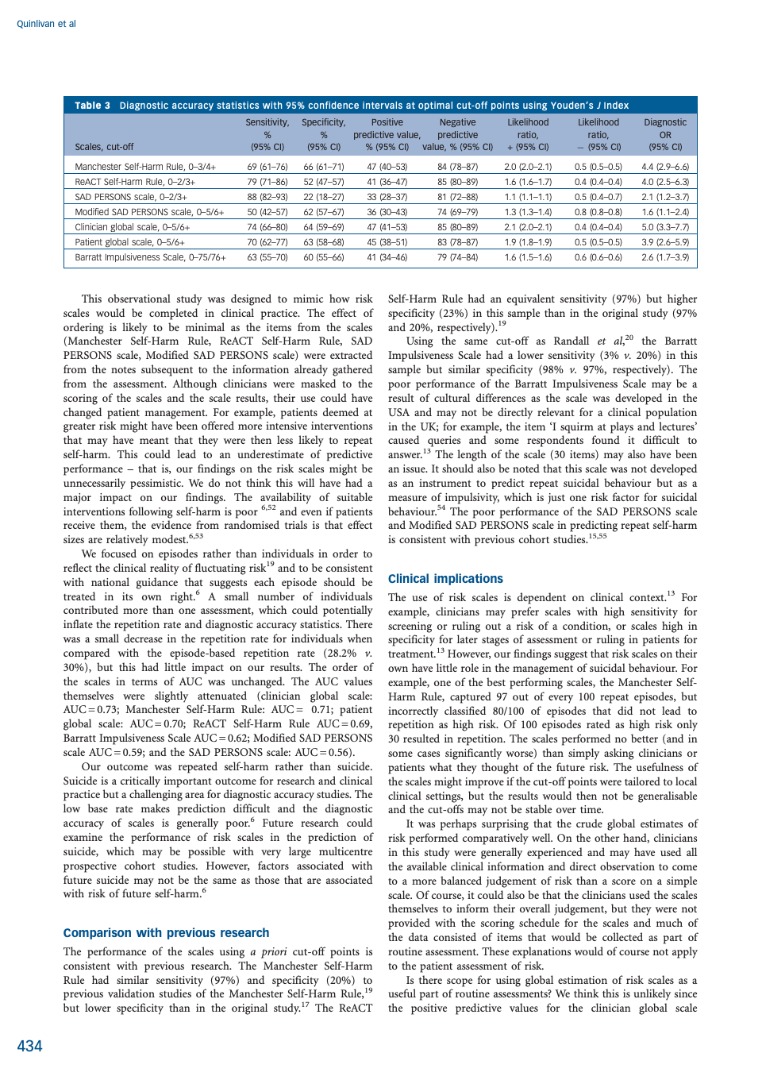 Quinlivan et al
Table 3 Diagnostic accuracy statistics with 95% confidence intervals at optimal cut-off points using Youden's J Index
Scales, cut-off Sensitivity, % (95% CI) Specificity, % (95% CI) Positive predictive value, % (95% CI) Negative predictive value, % (95% CI) Likelihood ratio, + (95% CI) Likelihood ratio, − (95% CI) Diagnostic OR (95% CI)
Manchester Self-Harm Rule, 0–3/4+ 69 (61–76) 66 (61–71) 47 (40–53) 84 (78–87) 2.0 (2.0–2.1) 0.5 (0.5–0.5) 4.4 (2.9–6.6)
ReACT Self-Harm Rule, 0–2/3+ 79 (71–86) 52 (47–57) 41 (36–47) 85 (80–89) 1.6 (1.6–1.7) 0.4 (0.4–0.4) 4.0 (2.5–6.3)
SAD PERSONS scale, 0–2/3+ 88 (82–93) 22 (18–27) 33 (28–37) 81 (72–88) 1.1 (1.1–1.1) 0.5 (0.4–0.7) 2.1 (1.2–3.7)
Modified SAD PERSONS scale, 0–5/6+ 50 (42–57) 62 (57–67) 36 (30–43) 74 (69–79) 1.3 (1.3–1.4) 0.8 (0.8–0.8) 1.6 (1.1–2.4)
Clinician global scale, 0–5/6+ 74 (66–80) 64 (59–69) 47 (41–53) 85 (80–89) 2.1 (2.0–2.1) 0.4 (0.4–0.4) 5.0 (3.3–7.7)
Patient global scale, 0–5/6+ 70 (62–77) 63 (58–68) 45 (38–51) 83 (78–87) 1.9 (1.8–1.9) 0.5 (0.5–0.5) 3.9 (2.6–5.9)
Barratt Impulsiveness Scale, 0–75/76+ 63 (55–70) 60 (55–66) 41 (34–46) 79 (74–84) 1.6 (1.5–1.6) 0.6 (0.6–0.6) 2.6 (1.7–3.9)
This observational study was designed to mimic how risk
scales would be completed in clinical practice. The effect of
ordering is likely to be minimal as the items from the scales
(Manchester Self-Harm Rule, ReACT Self-Harm Rule, SAD
PERSONS scale, Modified SAD PERSONS scale) were extracted
from the notes subsequent to the information already gathered
from the assessment. Although clinicians were masked to the
scoring of the scales and the scale results, their use could have
changed patient management. For example, patients deemed at
greater risk might have been offered more intensive interventions
that may have meant that they were then less likely to repeat
self-harm. This could lead to an underestimate of predictive
performance – that is, our findings on the risk scales might be
unnecessarily pessimistic. We do not think this will have had a
major impact on our findings. The availability of suitable
interventions following self-harm is poor 6,52 and even if patients
receive them, the evidence from randomised trials is that effect
sizes are relatively modest.6,53
We focused on episodes rather than individuals in order to
reflect the clinical reality of fluctuating risk19 and to be consistent
with national guidance that suggests each episode should be
treated in its own right.6 A small number of individuals
contributed more than one assessment, which could potentially
inflate the repetition rate and diagnostic accuracy statistics. There
was a small decrease in the repetition rate for individuals when
compared with the episode-based repetition rate (28.2% v.
30%), but this had little impact on our results. The order of
the scales in terms of AUC was unchanged. The AUC values
themselves were slightly attenuated (clinician global scale:
AUC = 0.73; Manchester Self-Harm Rule: AUC = 0.71; patient
global scale: AUC = 0.70; ReACT Self-Harm Rule AUC = 0.69,
Barratt Impulsiveness Scale AUC = 0.62; Modified SAD PERSONS
scale AUC = 0.59; and the SAD PERSONS scale: AUC = 0.56).
Our outcome was repeated self-harm rather than suicide.
Suicide is a critically important outcome for research and clinical
practice but a challenging area for diagnostic accuracy studies. The
low base rate makes prediction difficult and the diagnostic
accuracy of scales is generally poor.6 Future research could
examine the performance of risk scales in the prediction of
suicide, which may be possible with very large multicentre
prospective cohort studies. However, factors associated with
future suicide may not be the same as those that are associated
with risk of future self-harm.6
Comparison with previous research
The performance of the scales using a priori cut-off points is
consistent with previous research. The Manchester Self-Harm
Rule had similar sensitivity (97%) and specificity (20%) to
previous validation studies of the Manchester Self-Harm Rule,19
but lower specificity than in the original study.17 The ReACT
Self-Harm Rule had an equivalent sensitivity (97%) but higher
specificity (23%) in this sample than in the original study (97%
and 20%, respectively).19
Using the same cut-off as Randall et al,20 the Barratt
Impulsiveness Scale had a lower sensitivity (3% v. 20%) in this
sample but similar specificity (98% v. 97%, respectively). The
poor performance of the Barratt Impulsiveness Scale may be a
result of cultural differences as the scale was developed in the
USA and may not be directly relevant for a clinical population
in the UK; for example, the item 'I squirm at plays and lectures'
caused queries and some respondents found it difficult to
answer.13 The length of the scale (30 items) may also have been
an issue. It should also be noted that this scale was not developed
as an instrument to predict repeat suicidal behaviour but as a
measure of impulsivity, which is just one risk factor for suicidal
behaviour.54 The poor performance of the SAD PERSONS scale
and Modified SAD PERSONS scale in predicting repeat self-harm
is consistent with previous cohort studies.15,55
Clinical implications
The use of risk scales is dependent on clinical context.13 For
example, clinicians may prefer scales with high sensitivity for
screening or ruling out a risk of a condition, or scales high in
specificity for later stages of assessment or ruling in patients for
treatment.13 However, our findings suggest that risk scales on their
own have little role in the management of suicidal behaviour. For
example, one of the best performing scales, the Manchester Self-
Harm Rule, captured 97 out of every 100 repeat episodes, but
incorrectly classified 80/100 of episodes that did not lead to
repetition as high risk. Of 100 episodes rated as high risk only
30 resulted in repetition. The scales performed no better (and in
some cases significantly worse) than simply asking clinicians or
patients what they thought of the future risk. The usefulness of
the scales might improve if the cut-off points were tailored to local
clinical settings, but the results would then not be generalisable
and the cut-offs may not be stable over time.
It was perhaps surprising that the crude global estimates of
risk performed comparatively well. On the other hand, clinicians
in this study were generally experienced and may have used all
the available clinical information and direct observation to come
to a more balanced judgement of risk than a score on a simple
scale. Of course, it could also be that the clinicians used the scales
themselves to inform their overall judgement, but they were not
provided with the scoring schedule for the scales and much of
the data consisted of items that would be collected as part of
routine assessment. These explanations would of course not apply
to the patient assessment of risk.
Is there scope for using global estimation of risk scales as a
useful part of routine assessments? We think this is unlikely since
the positive predictive values for the clinician global scale
434